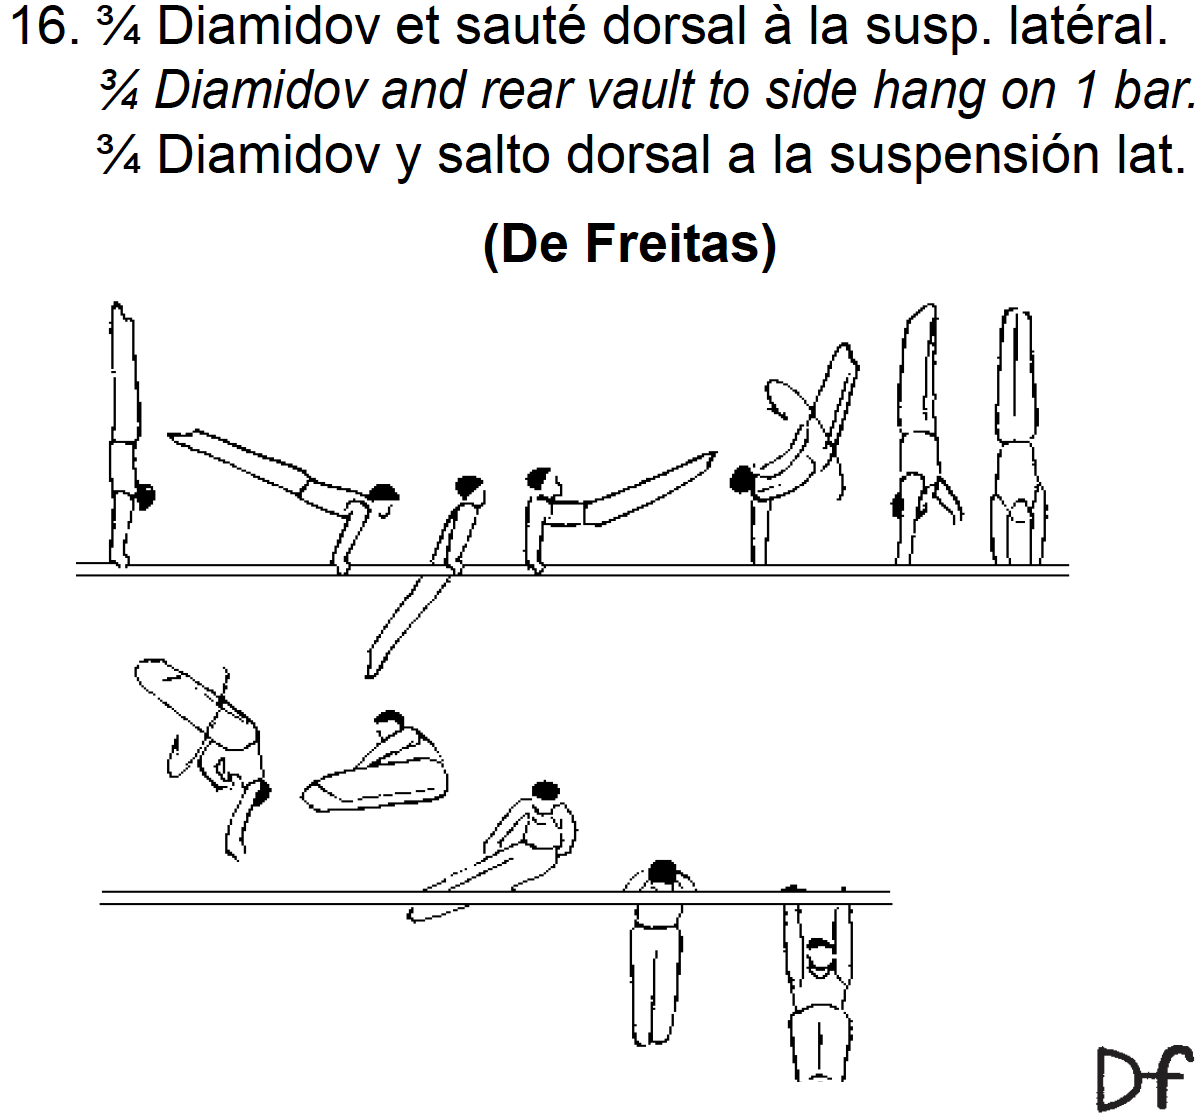 16. ¾ Diamidov et sauté dorsal à la susp. latéral.
¾ Diamidov and rear vault to side hang on 1 bar.
¾ Diamidov y salto dorsal a la suspensión lat.
(De Freitas)
Df